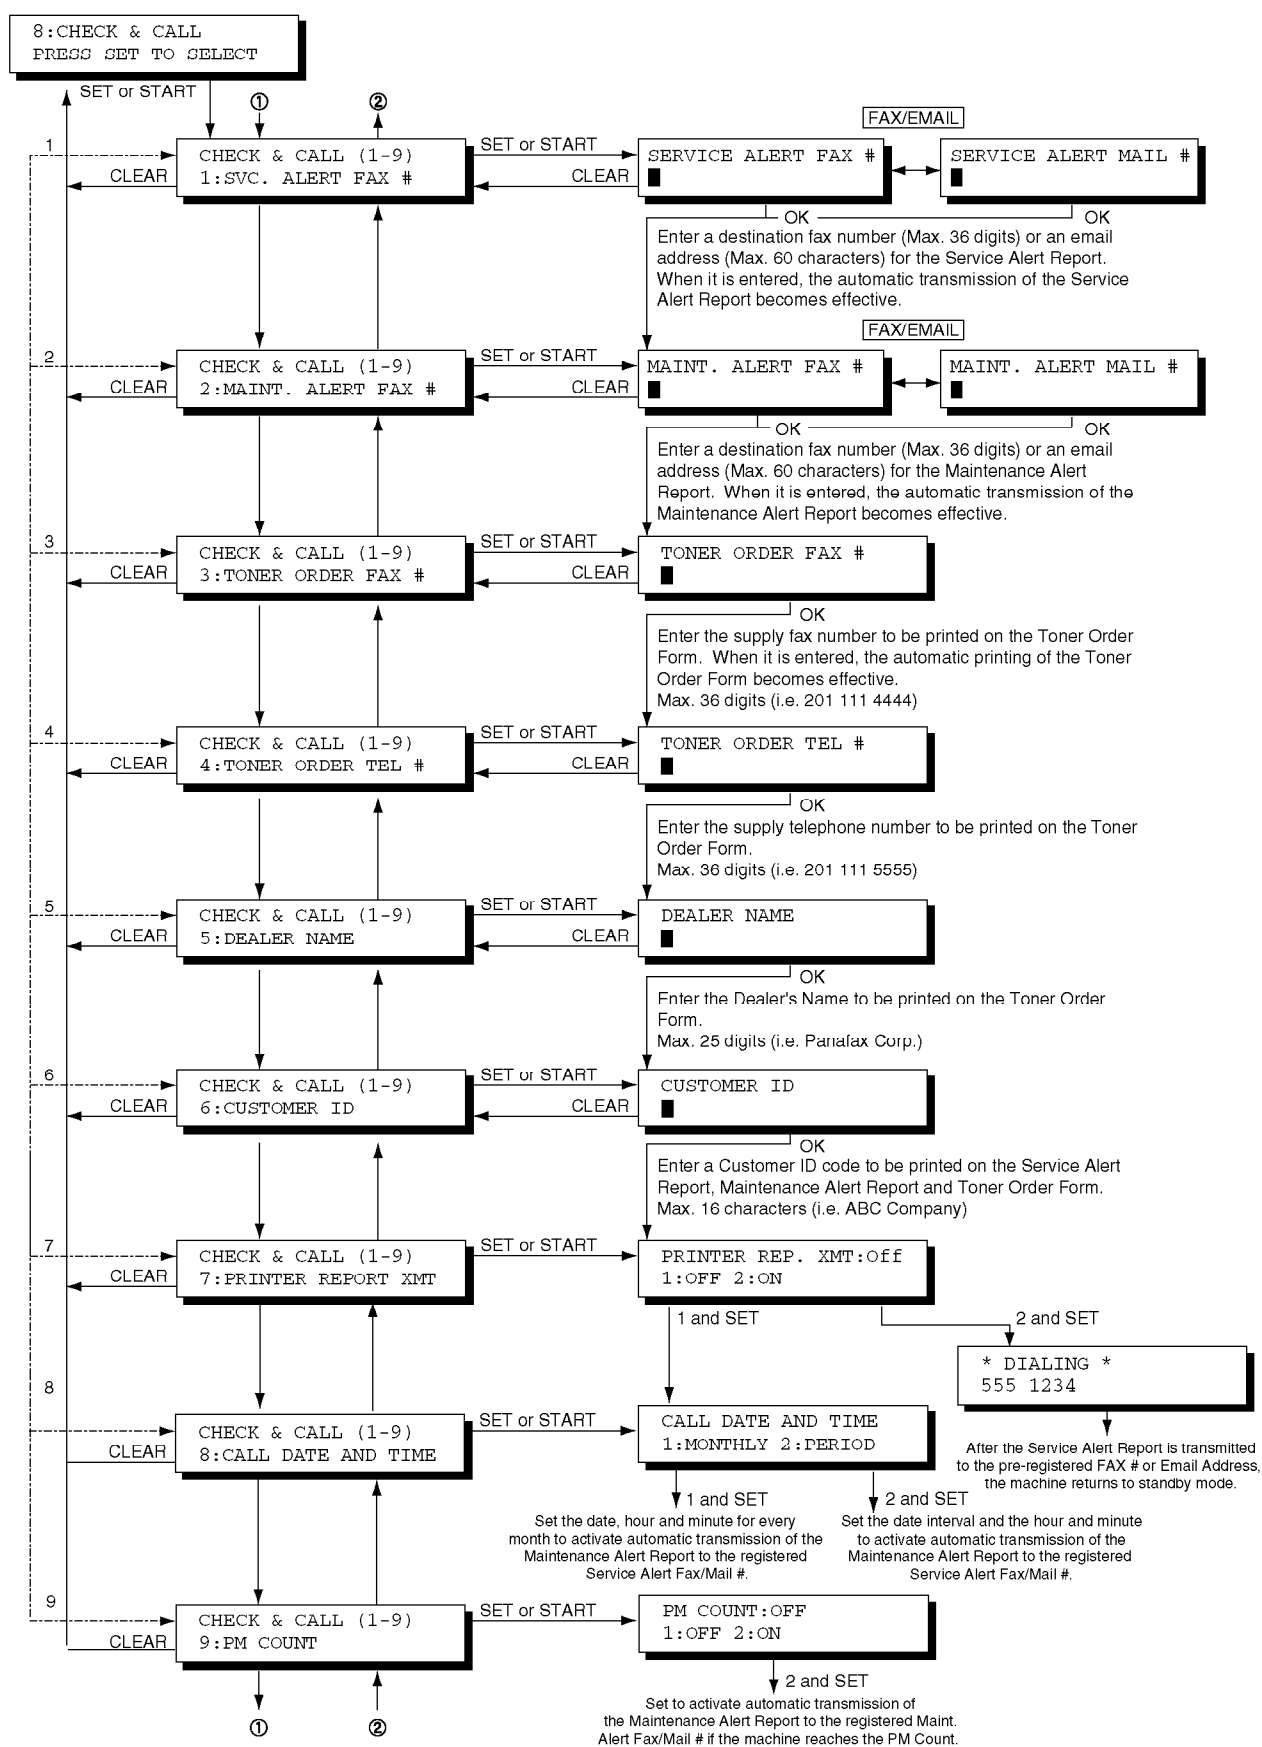 8:CHECK & CALL
PRESS SET TO SELECT
SET or START
①
②
FAX/EMAIL
1
CHECK & CALL (1-9)
1:SVC. ALERT FAX #
CLEAR
SET or START
CLEAR
SERVICE ALERT FAX #
SERVICE ALERT MAIL #
OK
OK
Enter a destination fax number (Max. 36 digits) or an email
address (Max. 60 characters) for the Service Alert Report.
When it is entered, the automatic transmission of the Service
Alert Report becomes effective.
FAX/EMAIL
2
CHECK & CALL (1-9)
2:MAINT. ALERT FAX #
CLEAR
SET or START
CLEAR
MAINT. ALERT FAX #
MAINT. ALERT MAIL #
OK
OK
Enter a destination fax number (Max. 36 digits) or an email
address (Max. 60 characters) for the Maintenance Alert
Report. When it is entered, the automatic transmission of the
Maintenance Alert Report becomes effective.
3
CHECK & CALL (1-9)
3:TONER ORDER FAX #
CLEAR
SET or START
CLEAR
TONER ORDER FAX #
OK
Enter the supply fax number to be printed on the Toner Order
Form. When it is entered, the automatic printing of the Toner
Order Form becomes effective.
Max. 36 digits (i.e. 201 111 4444)
4
CHECK & CALL (1-9)
4:TONER ORDER TEL #
CLEAR
SET or START
CLEAR
TONER ORDER TEL #
OK
Enter the supply telephone number to be printed on the Toner
Order Form.
Max. 36 digits (i.e. 201 111 5555)
5
CHECK & CALL (1-9)
5:DEALER NAME
CLEAR
SET or START
CLEAR
DEALER NAME
OK
Enter the Dealer's Name to be printed on the Toner Order
Form.
Max. 25 digits (i.e. Panafax Corp.)
6
CHECK & CALL (1-9)
6:CUSTOMER ID
CLEAR
SET or START
CLEAR
CUSTOMER ID
OK
Enter a Customer ID code to be printed on the Service Alert
Report, Maintenance Alert Report and Toner Order Form.
Max. 16 characters (i.e. ABC Company)
7
CHECK & CALL (1-9)
7:PRINTER REPORT XMT
CLEAR
SET or START
PRINTER REP. XMT:Off
1:OFF 2:ON
1 and SET
2 and SET
* DIALING *
555 1234
After the Service Alert Report is transmitted
to the pre-registered FAX # or Email Address,
the machine returns to standby mode.
8
CHECK & CALL (1-9)
8:CALL DATE AND TIME
CLEAR
SET or START
CALL DATE AND TIME
1:MONTHLY 2:PERIOD
1 and SET
Set the date, hour and minute for every
month to activate automatic transmission of the
Maintenance Alert Report to the registered
Service Alert Fax/Mail #.
2 and SET
Set the date interval and the hour and minute
to activate automatic transmission of the
Maintenance Alert Report to the registered
Service Alert Fax/Mail #.
9
CHECK & CALL (1-9)
9:PM COUNT
CLEAR
SET or START
PM COUNT:OFF
1:OFF 2:ON
2 and SET
Set to activate automatic transmission of
the Maintenance Alert Report to the registered Maint.
Alert Fax/Mail # if the machine reaches the PM Count.
①
②